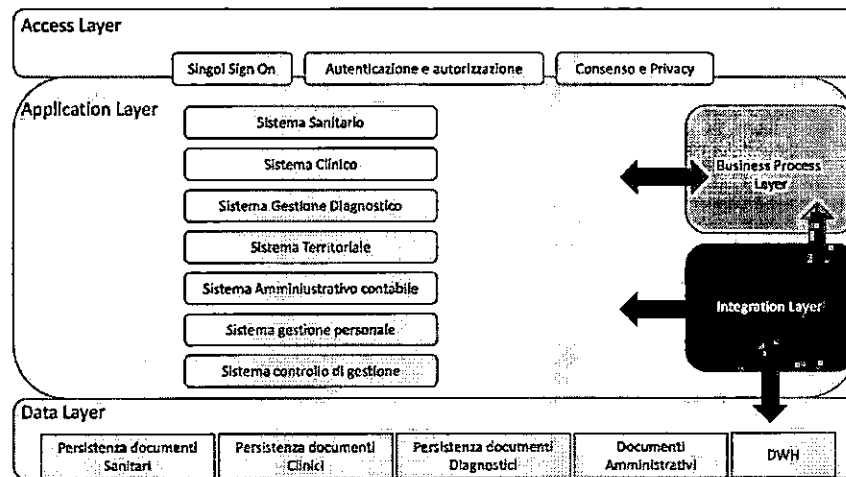 Access Layer
Singol Sign On
Autenticazione e autorizzazione
Consenso e Privacy
Application Layer
Sistema Sanitario
Sistema Clínico
Sistema Gestione Diagnostico
Sistema Territoriale
Sistema Amminiustrativo contabile
Sistema gestione personale
Sistema controllo di gestione
Business Process
Layer
Integration Layer
Data Layer
Persistenza documenti
Sanitari
Persistenza documenti
Clinici
Persistenza documenti
Diagnostici
Documenti
Amministrativi
DWH